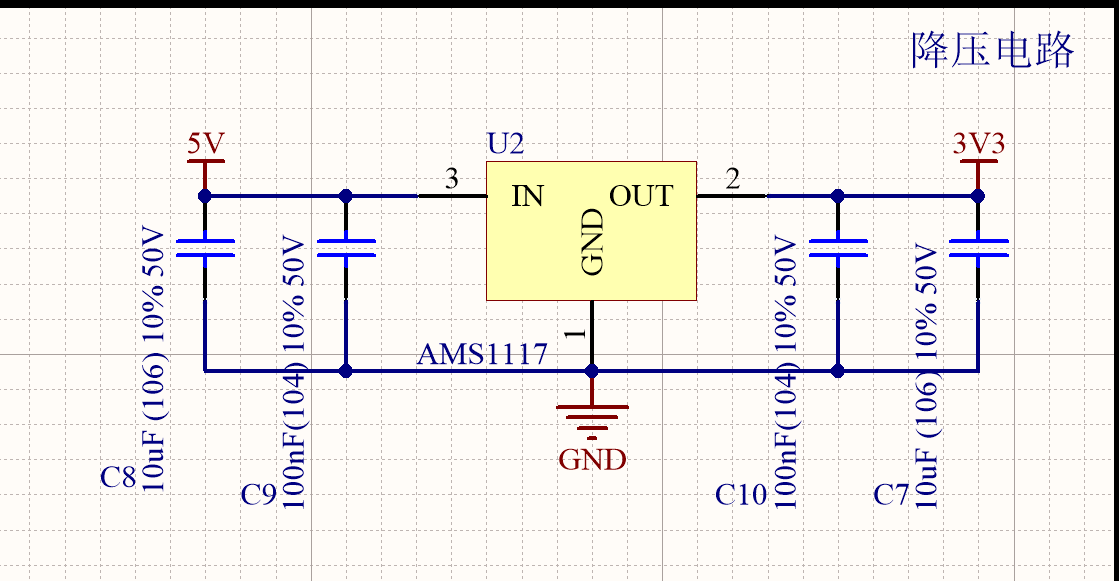 降压电路
5V
U2
3V3
3
IN
OUT
2
GND
1
AMS1117
C8
10uF (106) 10% 50V
C9
100nF(104) 10% 50V
C10
100nF(104) 10% 50V
C7
10uF (106) 10% 50V
GND